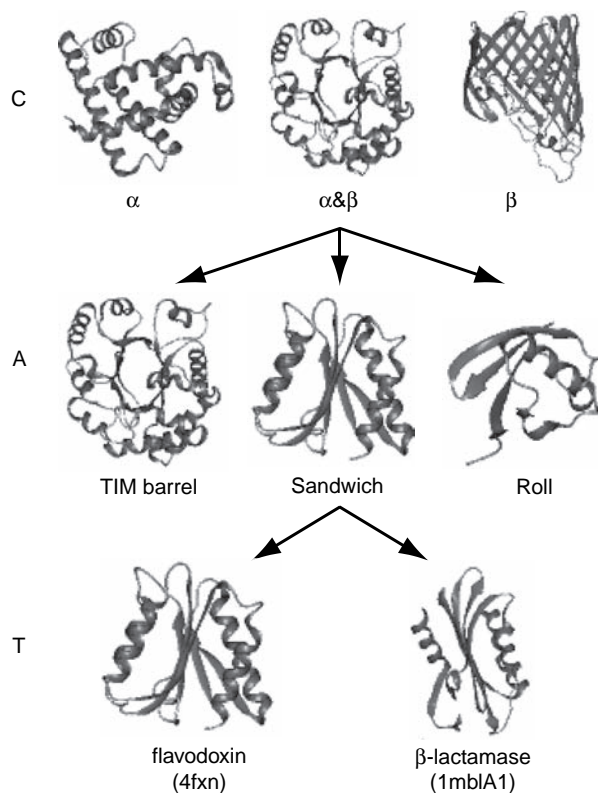 C
α
α&β
β
A
TIM barrel
Sandwich
Roll
T
flavodoxin
(4fxn)
β-lactamase
(1mblA1)